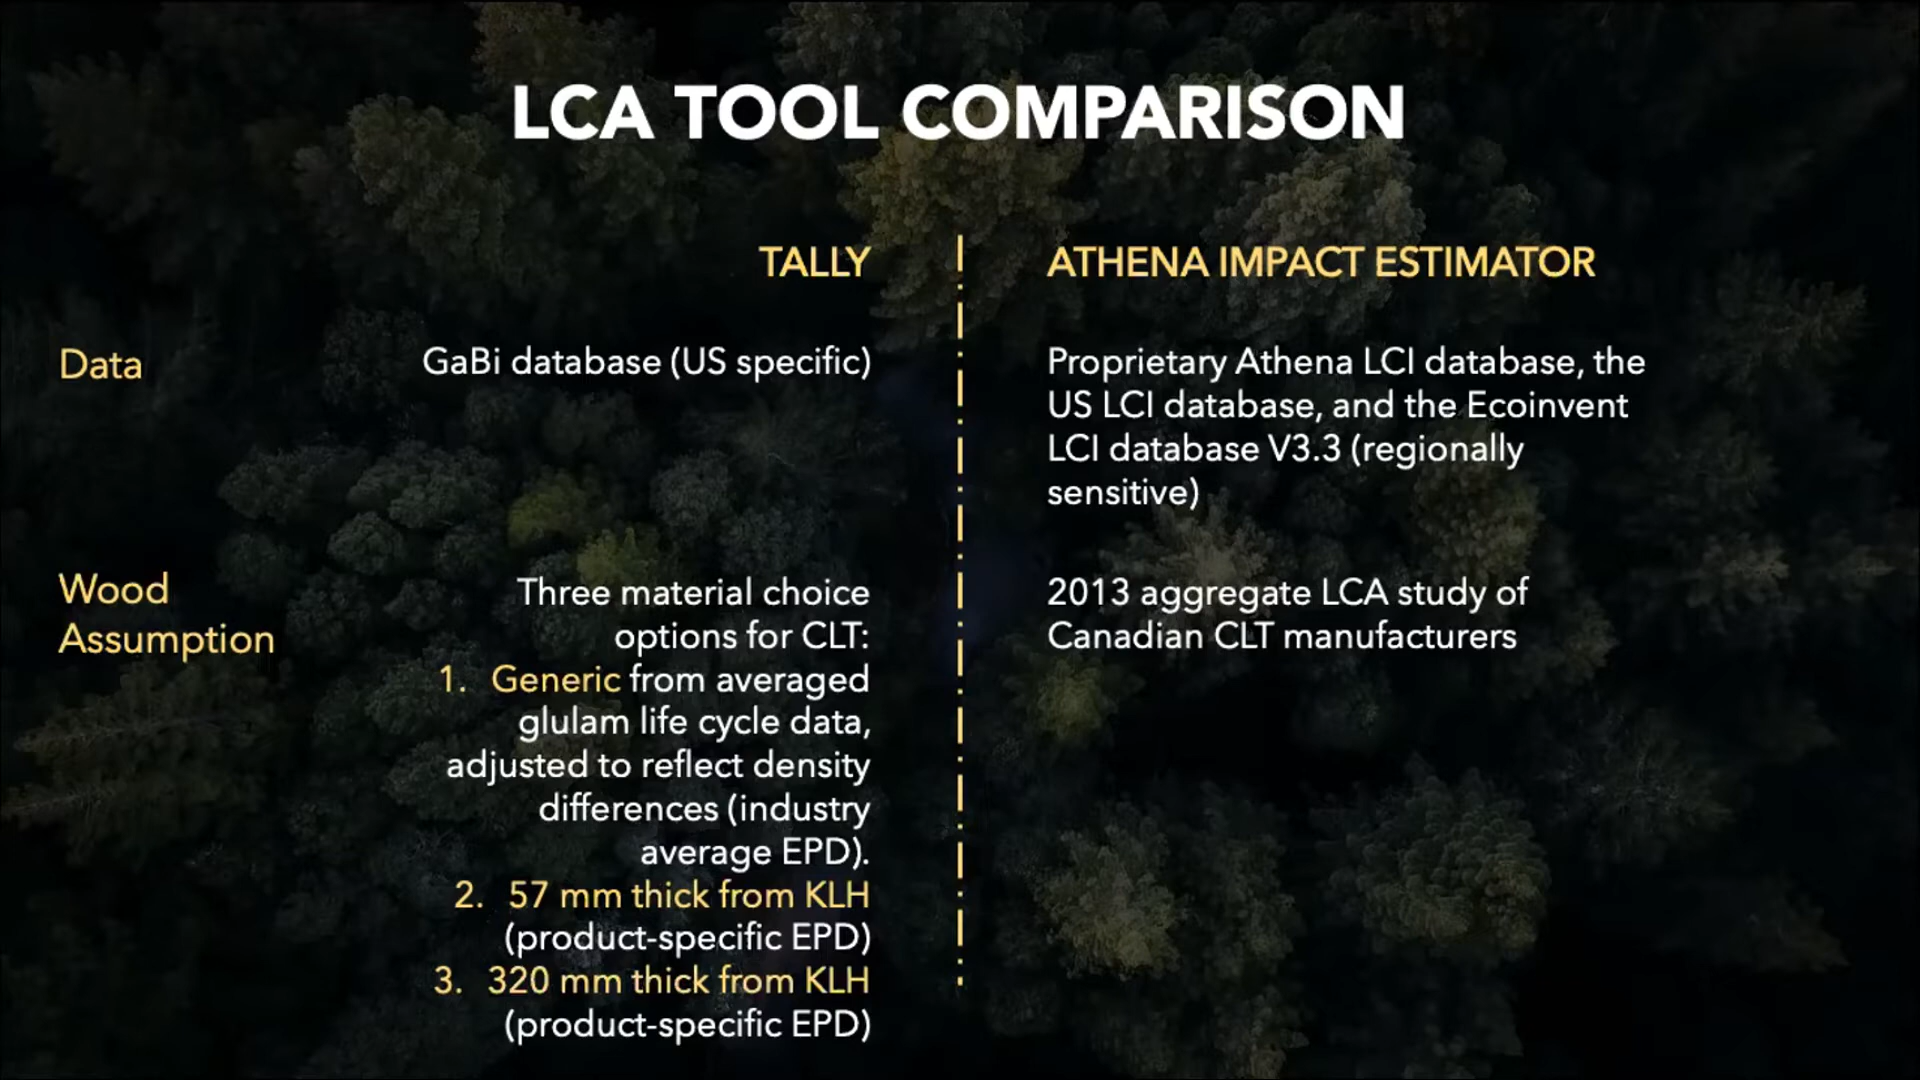 LCA TOOL COMPARISON
TALLY
ATHENA IMPACT ESTIMATOR
Data
GaBi database (US specific)
Proprietary Athena LCI database, the
US LCI database, and the Ecoinvent
LCI database V3.3 (regionally
sensitive)
Wood
Assumption
Three material choice
options for CLT:
1. Generic from averaged
glulam life cycle data,
adjusted to reflect density
differences (industry
average EPD).
2. 57 mm thick from KLH
(product-specific EPD)
3. 320 mm thick from KLH
(product-specific EPD)
2013 aggregate LCA study of
Canadian CLT manufacturers